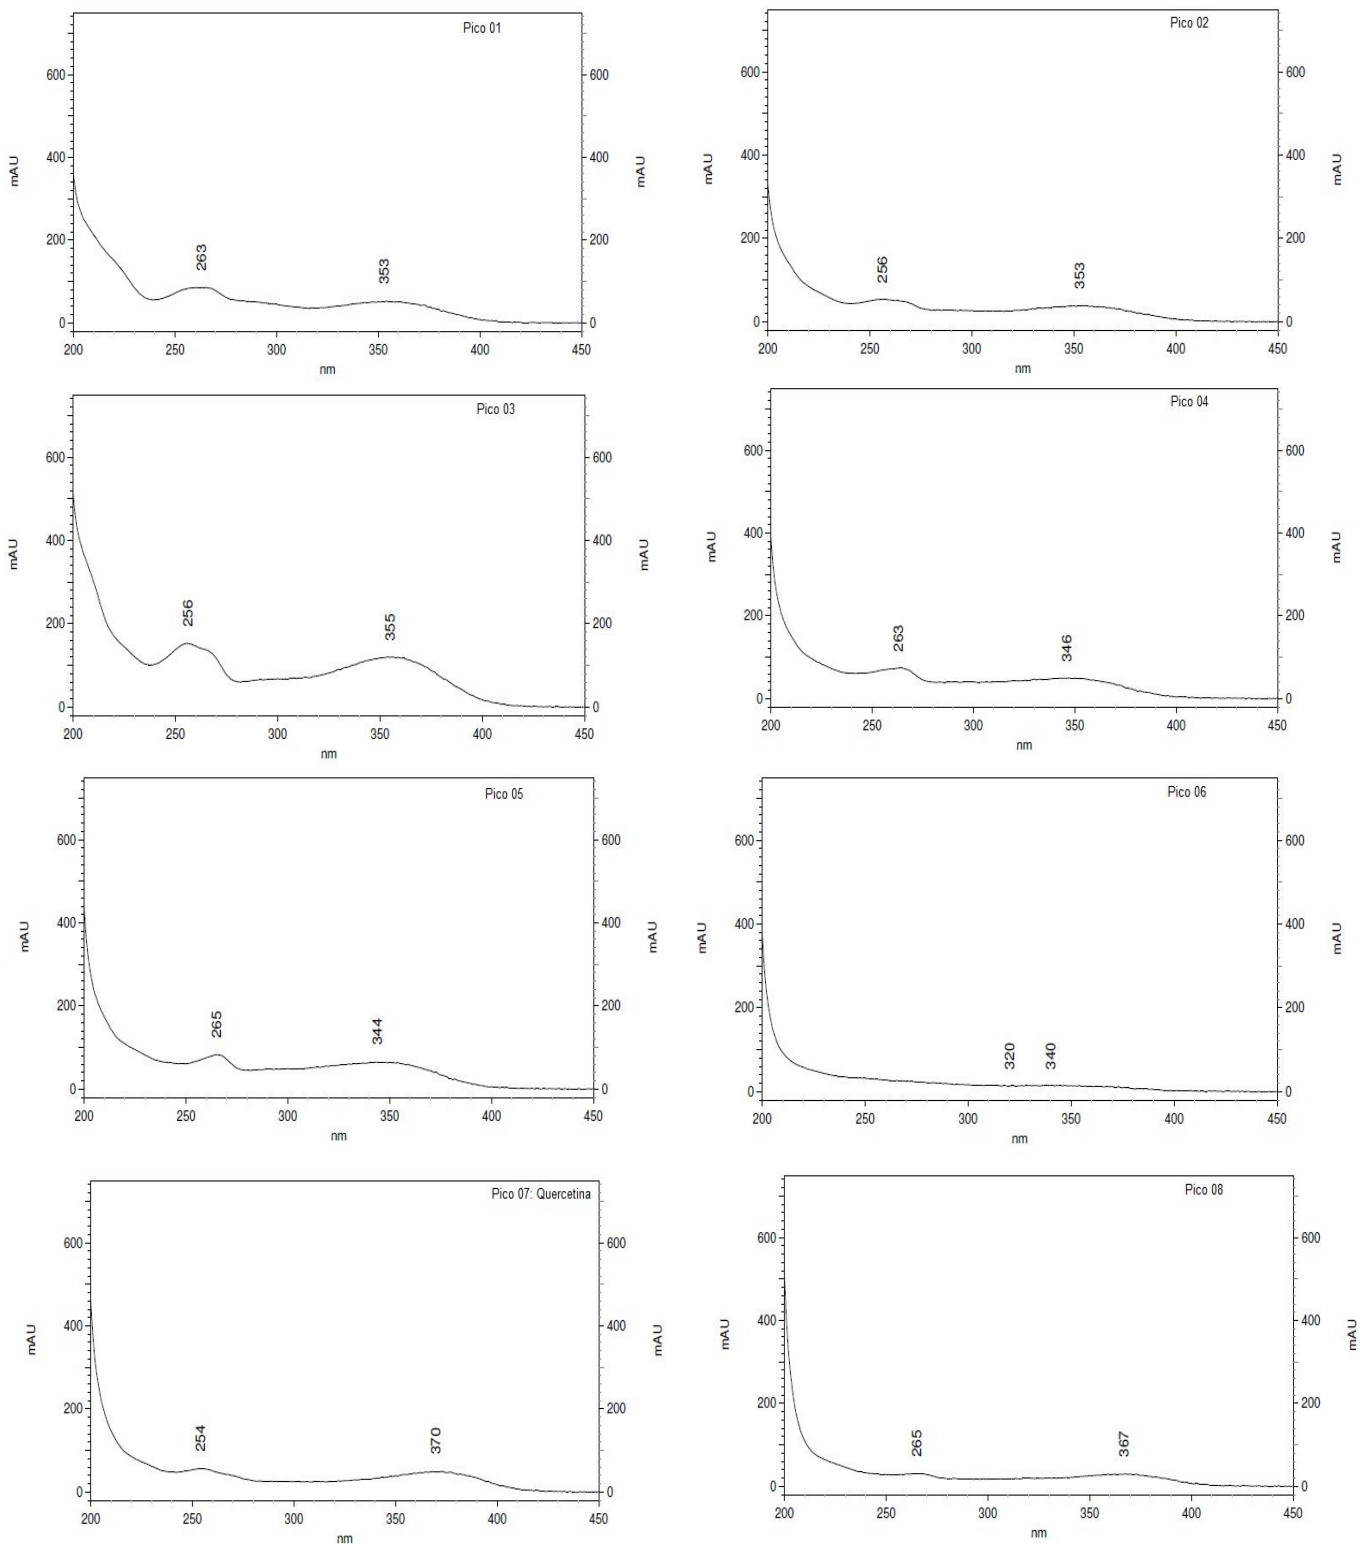 Pico 01
600 600
400 400
mAU mAU
200 200
263 353
0 0
200 250 300 350 400 450
nm
Pico 02
600 600
400 400
mAU mAU
200 200
256 353
0 0
200 250 300 350 400 450
nm
Pico 03
600 600
400 400
mAU mAU
200 200
256 355
0 0
200 250 300 350 400 450
nm
Pico 04
600 600
400 400
mAU mAU
200 200
263 346
0 0
200 250 300 350 400 450
nm
Pico 05
600 600
400 400
mAU mAU
200 200
265 344
0 0
200 250 300 350 400 450
nm
Pico 06
600 600
400 400
mAU mAU
200 200
320 340
0 0
200 250 300 350 400 450
nm
Pico 07: Quercetina
600 600
400 400
mAU mAU
200 200
254 370
0 0
200 250 300 350 400 450
nm
Pico 08
600 600
400 400
mAU mAU
200 200
265 367
0 0
200 250 300 350 400 450
nm